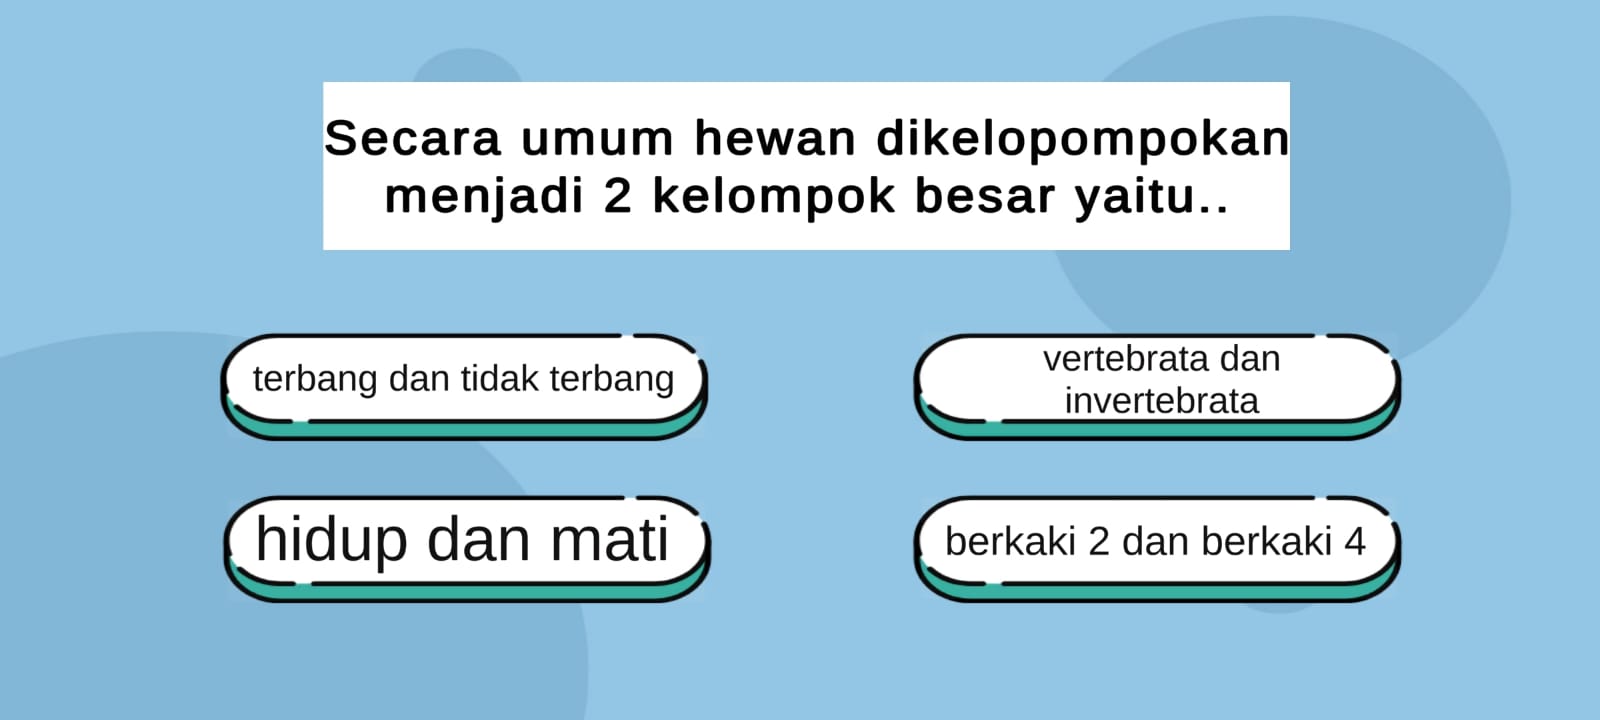 Secara umum hewan dikelopompokan
menjadi 2 kelompok besar yaitu..
terbang dan tidak terbang
vertebrata dan
invertebrata
hidup dan mati
berkaki 2 dan berkaki 4